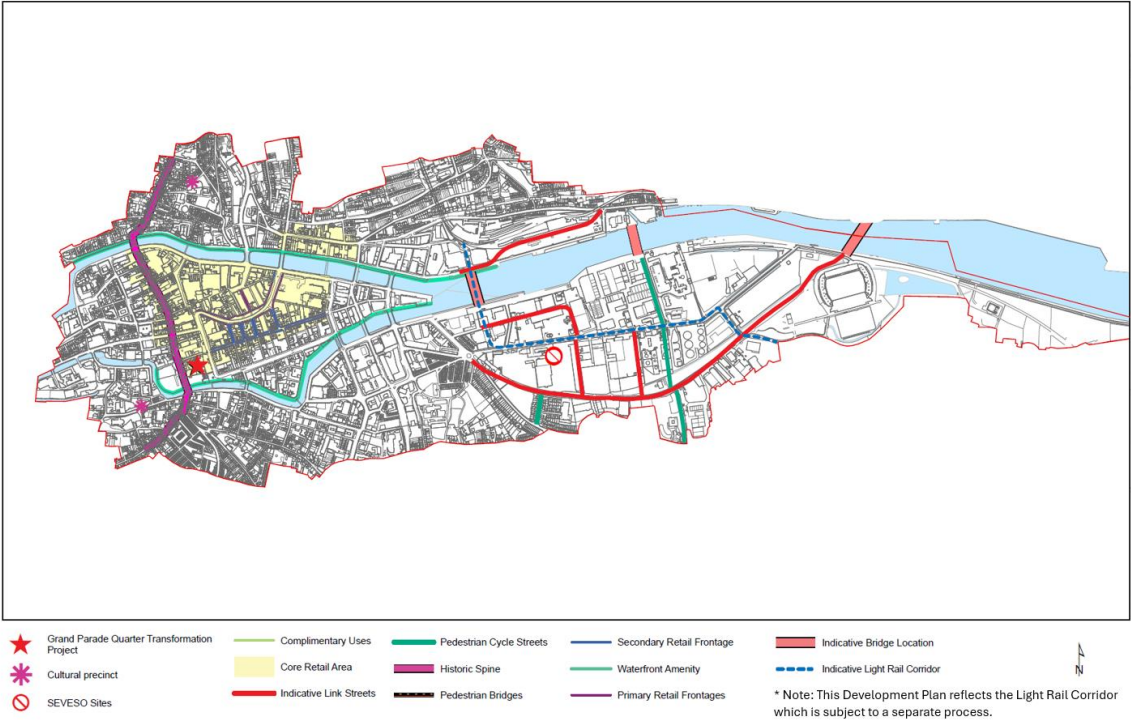 Grand Parade Quarter Transformation
Project
Cultural precinct
SEVESO Sites
Complimentary Uses
Core Retail Area
Indicative Link Streets
Pedestrian Cycle Streets
Historic Spine
Pedestrian Bridges
Secondary Retail Frontage
Waterfront Amenity
Primary Retail Frontages
Indicative Bridge Location
Indicative Light Rail Corridor
* Note: This Development Plan reflects the Light Rail Corridor
which is subject to a separate process.
N